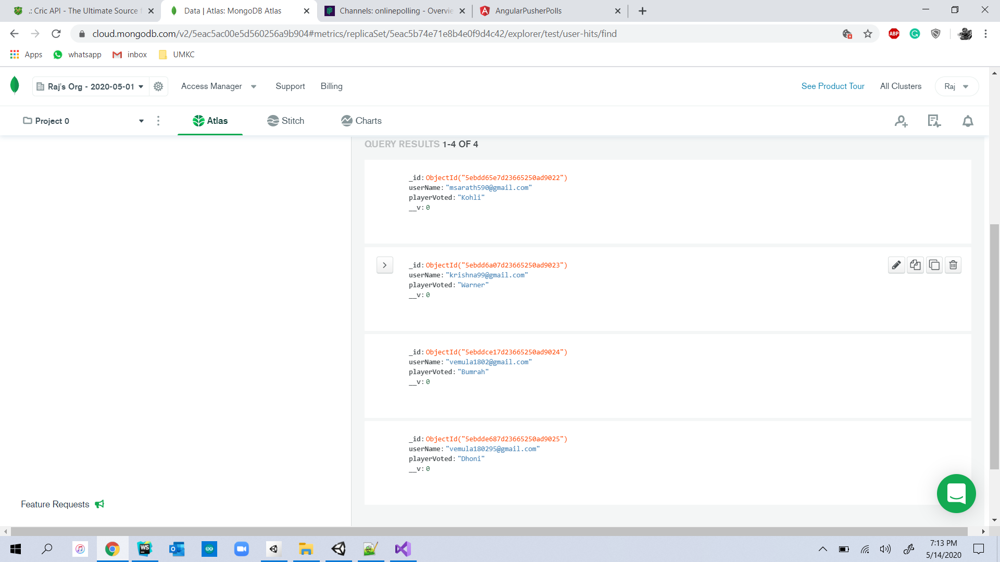 .: Cric API - The Ultimate Source f
Data | Atlas: MongoDB Atlas
Channels: onlinepolling - Overvie
AngularPusherPolls
cloud.mongodb.com/v2/5eac5ac00e5d560256a9b904#metrics/replicaSet/5eac5b74e71e8b4e0f9d4c42/explorer/test/user-hits/find
ABP
Apps
whatsapp
inbox
UMKC
Raj's Org - 2020-05-01
Access Manager
Support
Billing
See Product Tour
All Clusters
Raj
Project 0
Atlas
Stitch
Charts
QUERY RESULTS 1-4 OF 4
_id: ObjectId("5ebdd65e7d23665250ad9022")
userName: "msarath590@gmail.com"
playerVoted: "Kohli"
__v: 0
_id: ObjectId("5ebdd6a07d23665250ad9023")
userName: "krishna99@gmail.com"
playerVoted: "Warner"
__v: 0
_id: ObjectId("5ebddce17d23665250ad9024")
userName: "vemula1802@gmail.com"
playerVoted: "Bumrah"
__v: 0
_id: ObjectId("5ebdde687d23665250ad9025")
userName: "vemula180295@gmail.com"
playerVoted: "Dhoni"
__v: 0
Feature Requests
WS
7:13 PM
5/14/2020